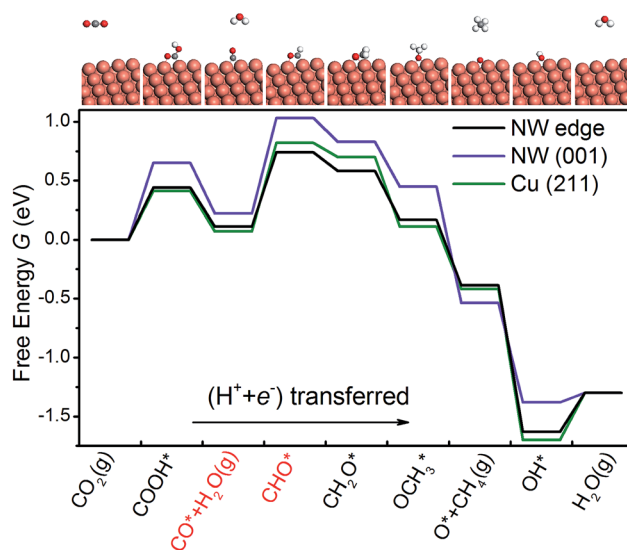 1.0
0.5
0.0
-0.5
-1.0
-1.5
Free Energy G (eV)
NW edge
NW (001)
Cu (211)
(H⁺+e⁻) transferred
CO₂(g)
COOH*
CO*+H₂O(g)
CHO*
CH₂O*
OCH₃*
O*+CH₄(g)
OH*
H₂O(g)